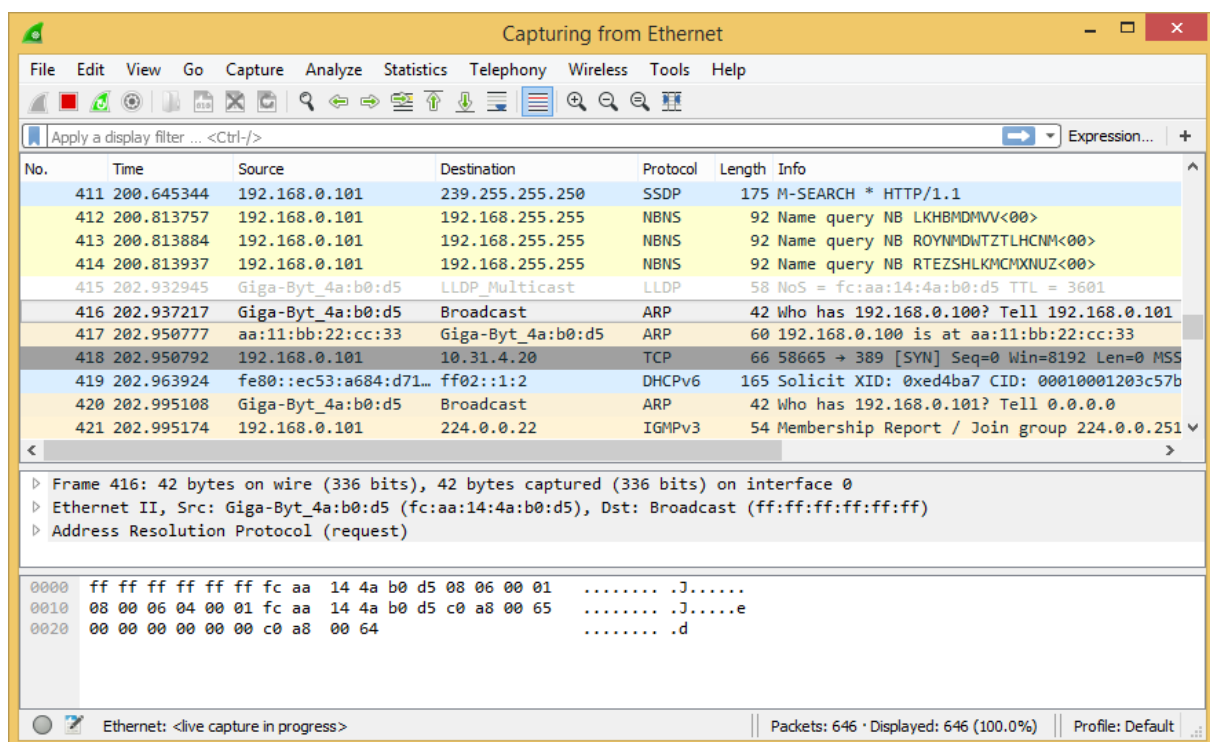 Capturing from Ethernet
File Edit View Go Capture Analyze Statistics Telephony Wireless Tools Help
Apply a display filter ... <Ctrl-/> Expression... +
No. Time Source Destination Protocol Length Info
411 200.645344 192.168.0.101 239.255.255.250 SSDP 175 M-SEARCH * HTTP/1.1
412 200.813757 192.168.0.101 192.168.255.255 NBNS 92 Name query NB LKHBMDMVV<00>
413 200.813884 192.168.0.101 192.168.255.255 NBNS 92 Name query NB ROYNMDWTZTLHCNM<00>
414 200.813937 192.168.0.101 192.168.255.255 NBNS 92 Name query NB RTEZSHLKMCMXNUZ<00>
415 202.932945 Giga-Byt_4a:b0:d5 LLDP_Multicast LLDP 58 NoS = fc:aa:14:4a:b0:d5 TTL = 3601
416 202.937217 Giga-Byt_4a:b0:d5 Broadcast ARP 42 Who has 192.168.0.100? Tell 192.168.0.101
417 202.950777 aa:11:bb:22:cc:33 Giga-Byt_4a:b0:d5 ARP 60 192.168.0.100 is at aa:11:bb:22:cc:33
418 202.950792 192.168.0.101 10.31.4.20 TCP 66 58665 → 389 [SYN] Seq=0 Win=8192 Len=0 MSS
419 202.963924 fe80::ec53:a684:d71… ff02::1:2 DHCPv6 165 Solicit XID: 0xed4ba7 CID: 00010001203c57b
420 202.995108 Giga-Byt_4a:b0:d5 Broadcast ARP 42 Who has 192.168.0.101? Tell 0.0.0.0
421 202.995174 192.168.0.101 224.0.0.22 IGMPv3 54 Membership Report / Join group 224.0.0.251
Frame 416: 42 bytes on wire (336 bits), 42 bytes captured (336 bits) on interface 0
Ethernet II, Src: Giga-Byt_4a:b0:d5 (fc:aa:14:4a:b0:d5), Dst: Broadcast (ff:ff:ff:ff:ff:ff)
Address Resolution Protocol (request)
0000 ff ff ff ff ff ff fc aa 14 4a b0 d5 08 06 00 01 ........ .J......
0010 08 00 06 04 00 01 fc aa 14 4a b0 d5 c0 a8 00 65 ........ .J.....e
0020 00 00 00 00 00 00 c0 a8 00 64 ........ .d
Ethernet: <live capture in progress> Packets: 646 · Displayed: 646 (100.0%) Profile: Default